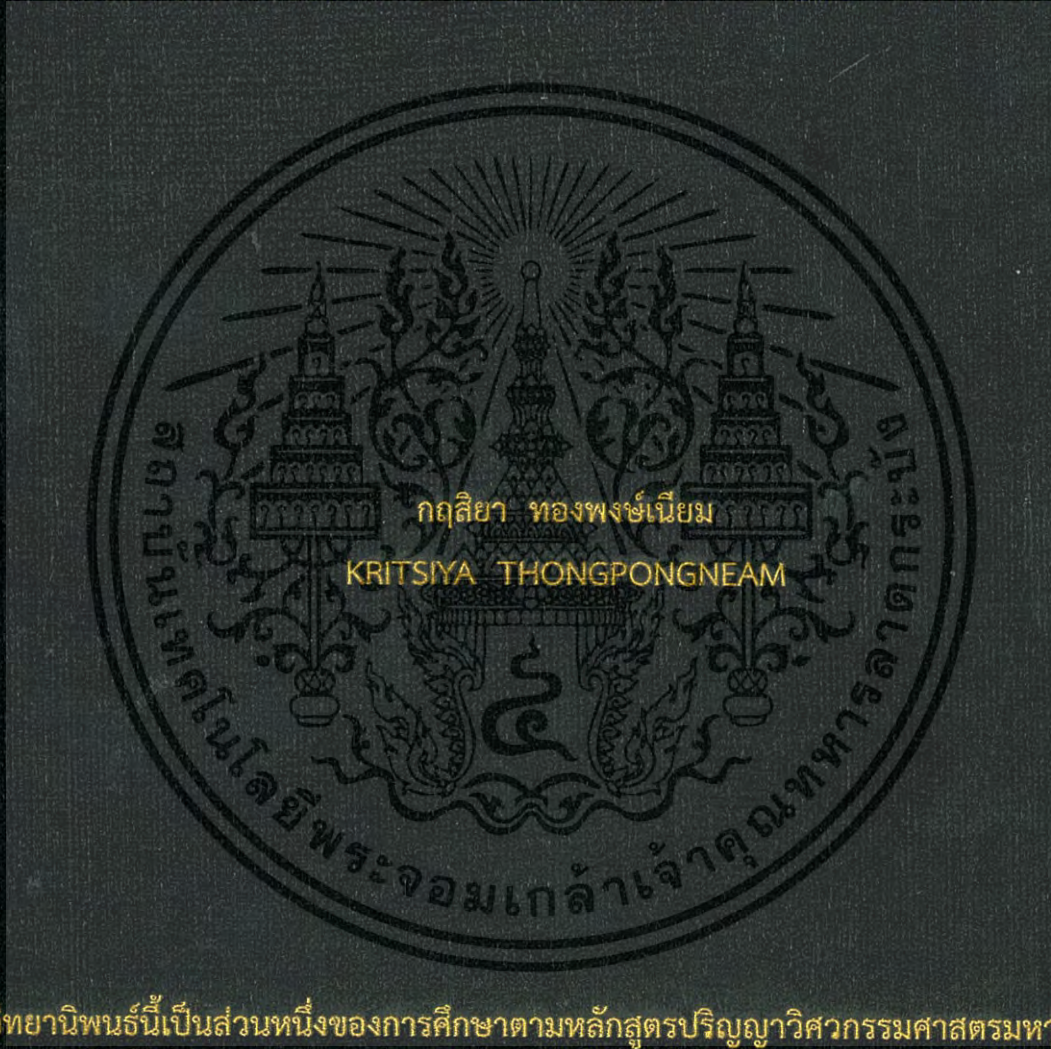 กฤสิยา ทองพงษ์เนียม
KRITSIYA THONGPONGNEAM
สถาบันเทคโนโลยีพระจอมเกล้าเจ้าคุณทหารลาดกระบัง
วิทยานิพนธ์นี้เป็นส่วนหนึ่งของการศึกษาตามหลักสูตรปริญญาวิศวกรรมศาสตรมหา